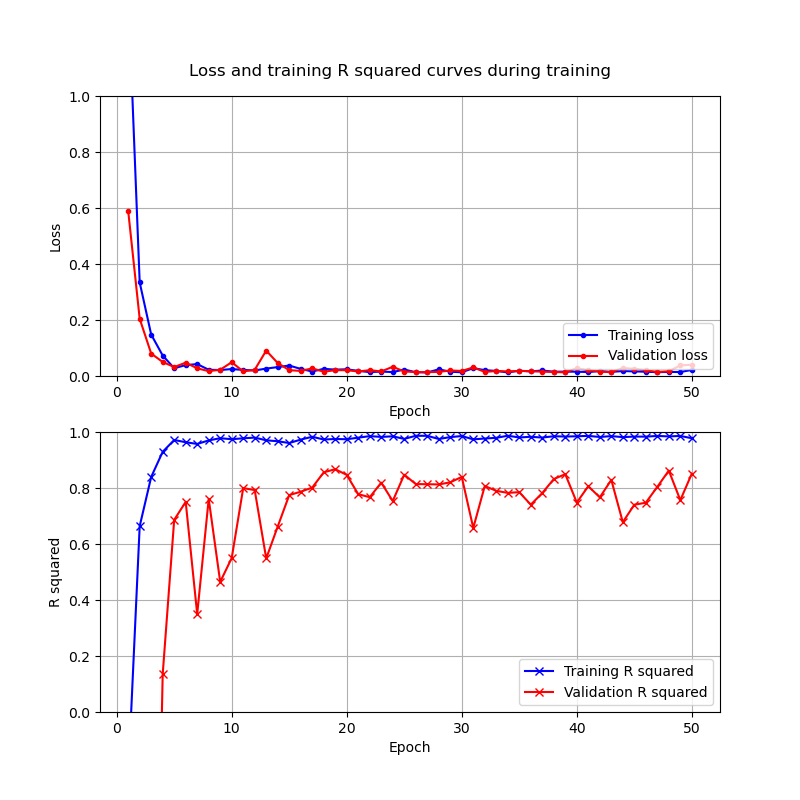 Loss and training R squared curves during training
1.0
0.8
0.6
0.4
0.2
0.0
Loss
0 10 20 30 40 50
Epoch
Training loss
Validation loss
1.0
0.8
0.6
0.4
0.2
0.0
R squared
0 10 20 30 40 50
Epoch
Training R squared
Validation R squared